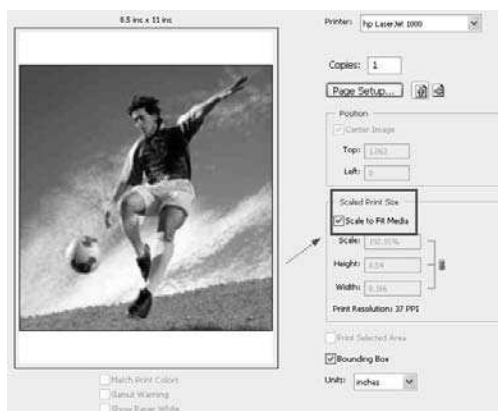 8.5 ins x 11 ins
Printer: hp LaserJet 1000
Copies: 1
Page Setup...
Position
Center Image
Top:
Left: 0
Scaled Print Size
Scale to Fit Media
Scale:
Height:
Width:
Print Resolution: 37 PPI
Print Selected Area
Bounding Box
Units: inches
Match Print Colors
Gamut Warning
Show Paper White